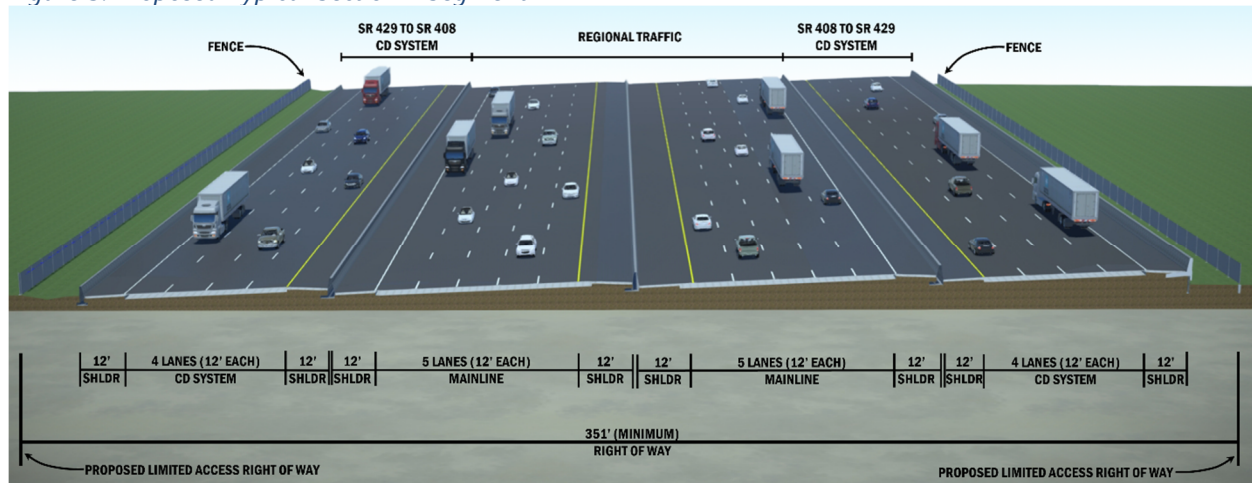 SR 429 TO SR 408
CD SYSTEM
REGIONAL TRAFFIC
SR 408 TO SR 429
CD SYSTEM
FENCE
FENCE
12' 4 LANES (12' EACH) 12' 12' 5 LANES (12' EACH) 12' 12' 5 LANES (12' EACH) 12' 12' 4 LANES (12' EACH) 12'
SHLDR CD SYSTEM SHLDR SHLDR MAINLINE SHLDR SHLDR MAINLINE SHLDR SHLDR CD SYSTEM SHLDR
351' (MINIMUM)
RIGHT OF WAY
PROPOSED LIMITED ACCESS RIGHT OF WAY
PROPOSED LIMITED ACCESS RIGHT OF WAY